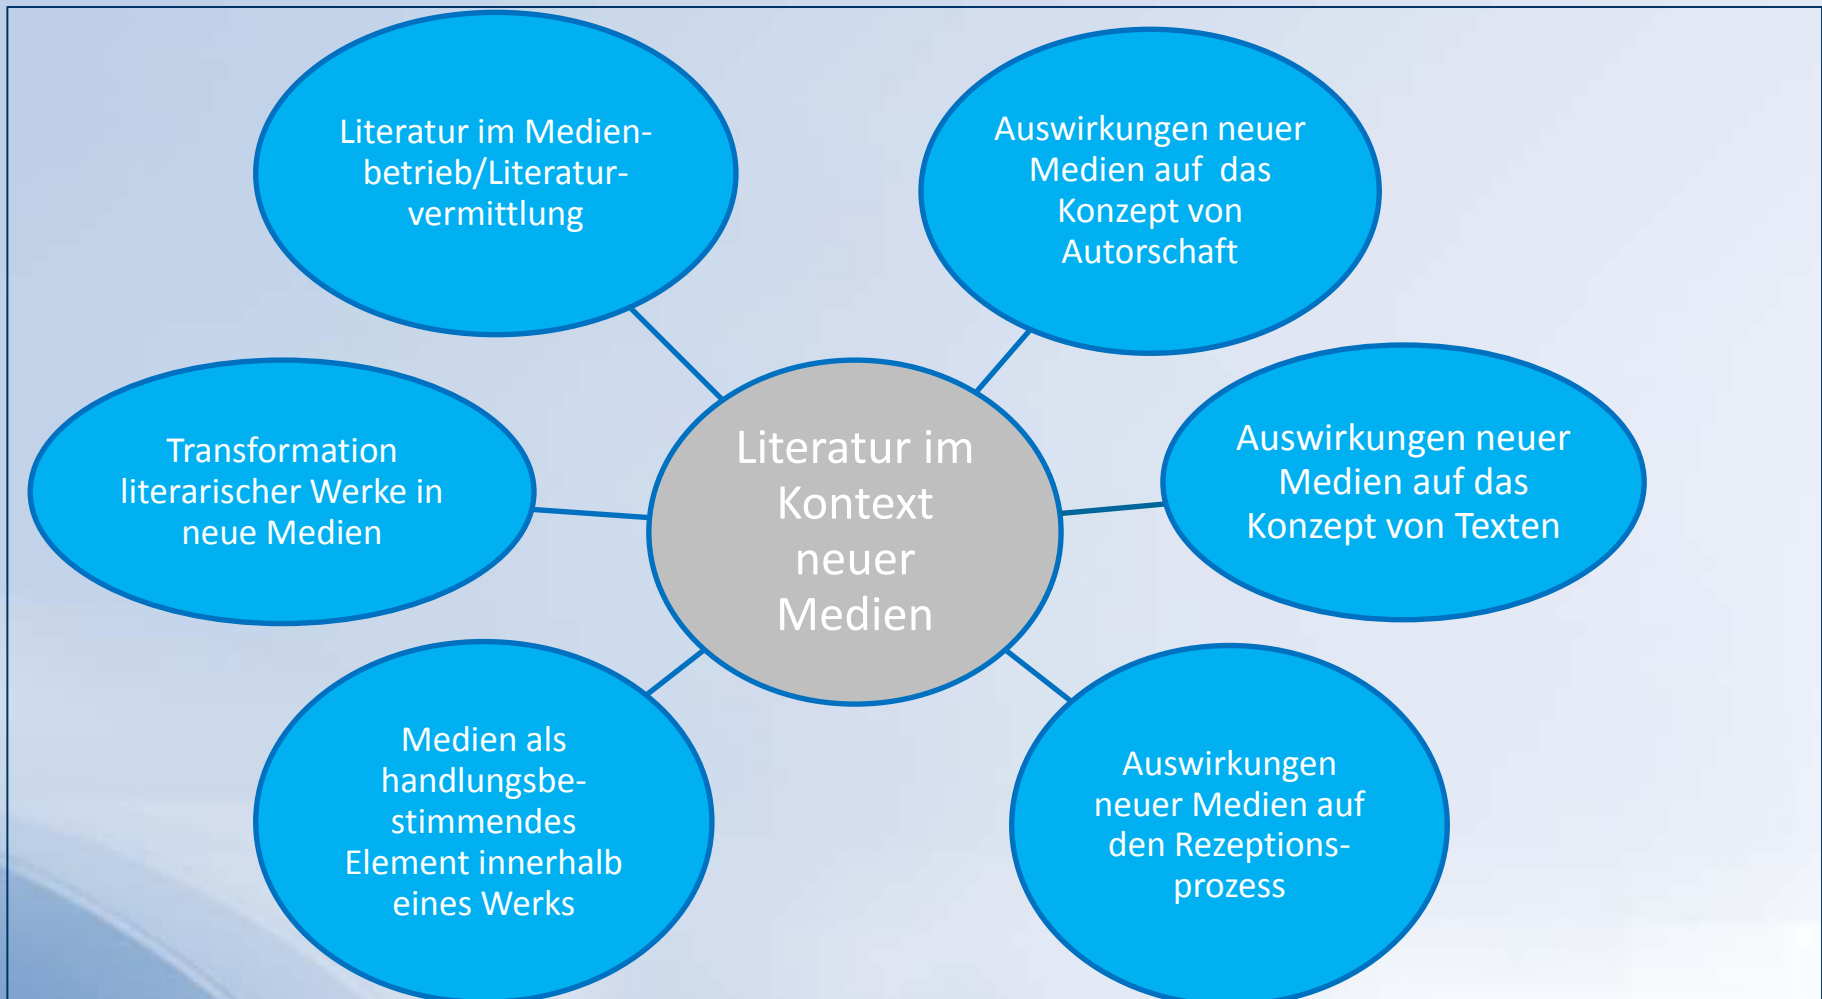 Literatur im Medien-
betrieb/Literatur-
vermittlung
Auswirkungen neuer
Medien auf  das
Konzept von
Autorschaft
Transformation
literarischer Werke in
neue Medien
Literatur im
Kontext
neuer
Medien
Auswirkungen neuer
Medien auf das
Konzept von Texten
Medien als
handlungsbe-
stimmendes
Element innerhalb
eines Werks
Auswirkungen
neuer Medien auf
den Rezeptions-
prozess